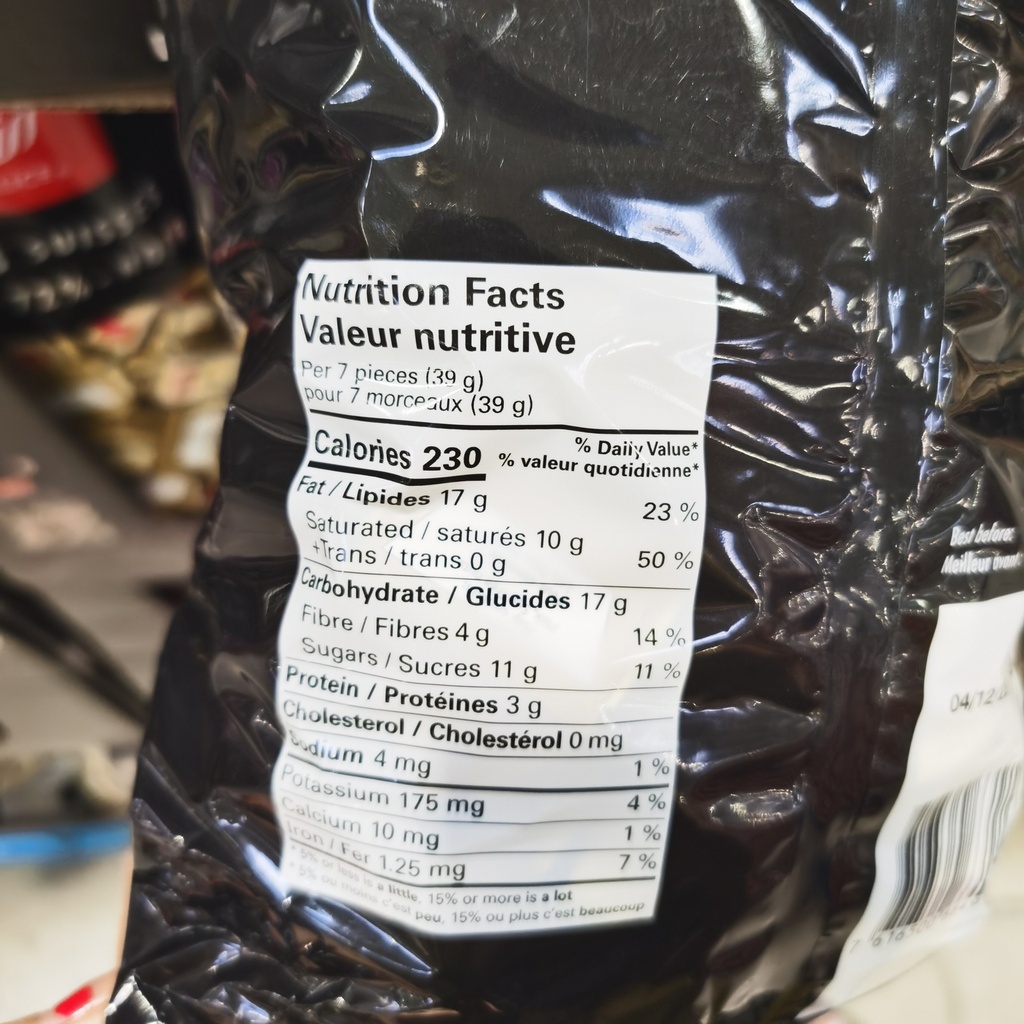 Nutrition Facts
Valeur nutritive
Per 7 pieces (39 g)
pour 7 morceaux (39 g)
Calories 230
% Daily Value*
% valeur quotidienne*
Fat / Lipides 17 g 23 %
Saturated / saturés 10 g
+Trans / trans 0 g 50 %
Carbohydrate / Glucides 17 g
Fibre / Fibres 4 g 14 %
Sugars / Sucres 11 g 11 %
Protein / Protéines 3 g
Cholesterol / Cholestérol 0 mg
Sodium 4 mg 1 %
Potassium 175 mg 4 %
Calcium 10 mg 1 %
Iron / Fer 1.25 mg 7 %
* 5% or less is a little, 15% or more is a lot
* 5% ou moins c'est peu, 15% ou plus c'est beaucoup
Best before
Meilleur avant
04/12